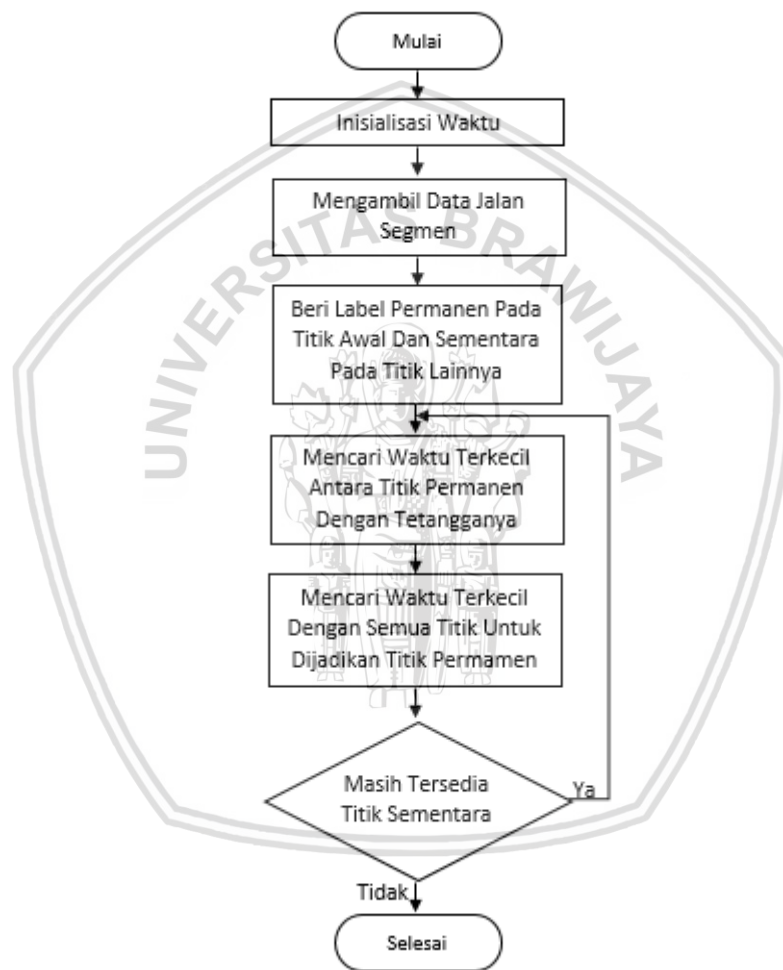 Mulai
Inisialisasi Waktu
Mengambil Data Jalan
Segmen
UNIVERSITAS BRAWIJAYA
Beri Label Permanen Pada
Titik Awal Dan Sementara
Pada Titik Lainnya
Mencari Waktu Terkecil
Antara Titik Permanen
Dengan Tetangganya
Mencari Waktu Terkecil
Dengan Semua Titik Untuk
Dijadikan Titik Permamen
Masih Tersedia
Titik Sementara
Ya
Tidak
Selesai